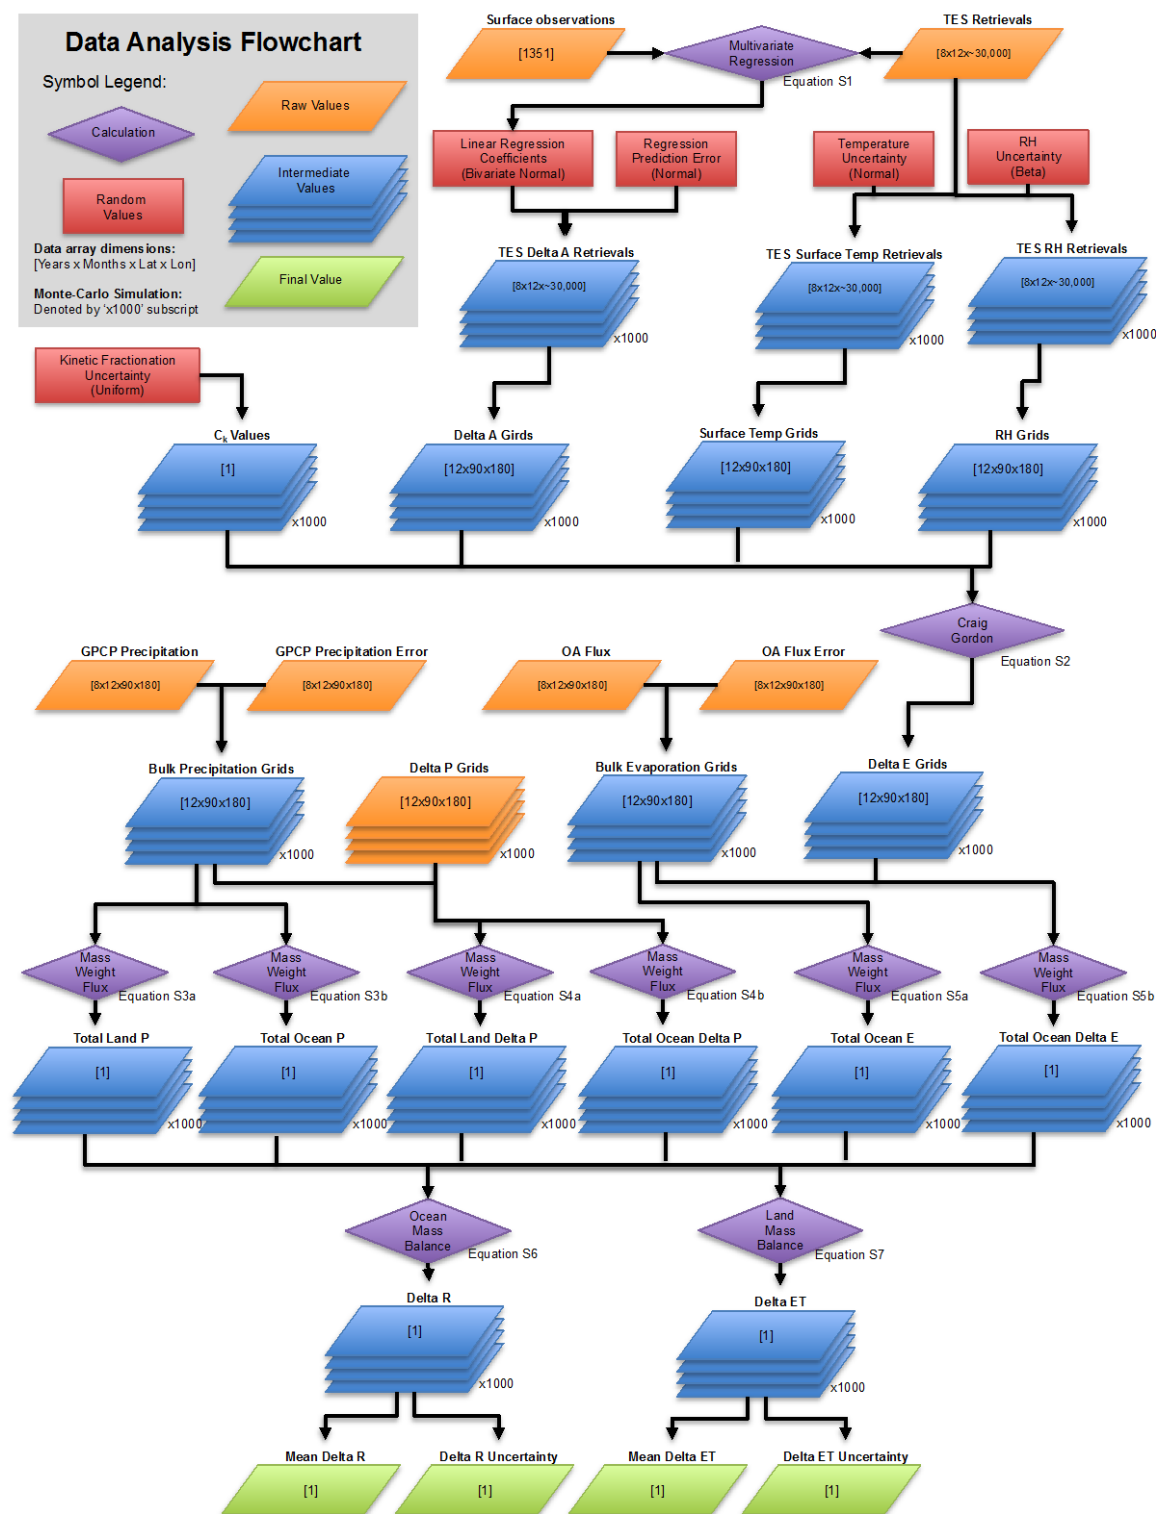 Data Analysis Flowchart
Symbol Legend:
Calculation
Raw Values
Intermediate
Values
Random
Values
Final Value
Data array dimensions:
[Years x Months x Lat x Lon]
Monte-Carlo Simulation:
Denoted by 'x1000' subscript
Surface observations
[1351]
Multivariate
Regression
Equation S1
TES Retrievals
[8x12x~30,000]
Linear Regression
Coefficients
(Bivariate Normal)
Regression
Prediction Error
(Normal)
Temperature
Uncertainty
(Normal)
RH
Uncertainty
(Beta)
TES Delta A Retrievals
[8x12x~30,000]
x1000
TES Surface Temp Retrievals
[8x12x~30,000]
x1000
TES RH Retrievals
[8x12x~30,000]
x1000
Kinetic Fractionation
Uncertainty
(Uniform)
Ck Values
[1]
x1000
Delta A Girds
[12x90x180]
x1000
Surface Temp Grids
[12x90x180]
x1000
RH Grids
[12x90x180]
x1000
Craig
Gordon
Equation S2
GPCP Precipitation
[8x12x90x180]
GPCP Precipitation Error
[8x12x90x180]
OA Flux
[8x12x90x180]
OA Flux Error
[8x12x90x180]
Bulk Precipitation Grids
[12x90x180]
x1000
Delta P Grids
[12x90x180]
x1000
Bulk Evaporation Grids
[12x90x180]
x1000
Delta E Grids
[12x90x180]
x1000
Mass
Weight
Flux
Equation S3a
Mass
Weight
Flux
Equation S3b
Mass
Weight
Flux
Equation S4a
Mass
Weight
Flux
Equation S4b
Mass
Weight
Flux
Equation S5a
Mass
Weight
Flux
Equation S5b
Total Land P
[1]
x1000
Total Ocean P
[1]
x1000
Total Land Delta P
[1]
x1000
Total Ocean Delta P
[1]
x1000
Total Ocean E
[1]
x1000
Total Ocean Delta E
[1]
x1000
Ocean
Mass
Balance
Equation S6
Land
Mass
Balance
Equation S7
Delta R
[1]
x1000
Delta ET
[1]
x1000
Mean Delta R
[1]
Delta R Uncertainty
[1]
Mean Delta ET
[1]
Delta ET Uncertainty
[1]